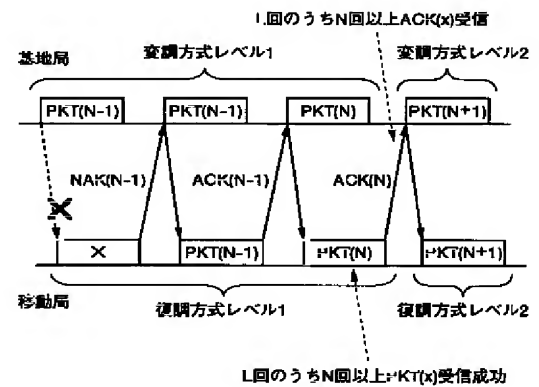 L回のうちN回以上ACK(x)受信
変調方式レベル1
変調方式レベル2
基地局
PKT(N-1)
PKT(N-1)
PKT(N)
PKT(N+1)
NAK(N-1)
ACK(N-1)
ACK(N)
×
PKT(N-1)
PKT(N)
PKT(N+1)
移動局
復調方式レベル1
復調方式レベル2
L回のうちN回以上PKT(x)受信成功